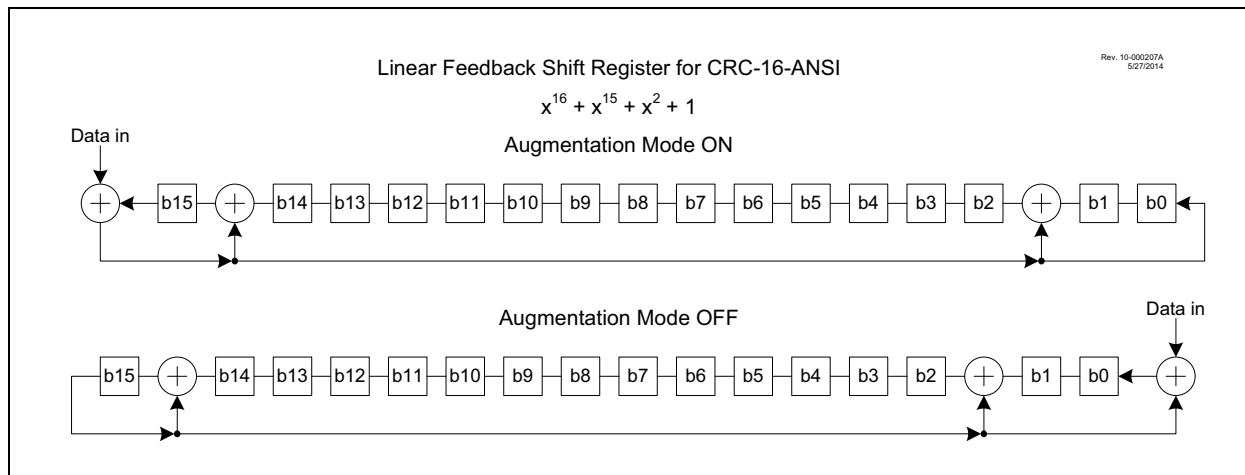 Linear Feedback Shift Register for CRC-16-ANSI
Rev. 10-000207A
5/27/2014
x¹⁶ + x¹⁵ + x² + 1
Augmentation Mode ON
Data in
+ b15 + b14 b13 b12 b11 b10 b9 b8 b7 b6 b5 b4 b3 b2 + b1 b0
Augmentation Mode OFF
Data in
b15 + b14 b13 b12 b11 b10 b9 b8 b7 b6 b5 b4 b3 b2 + b1 b0 +